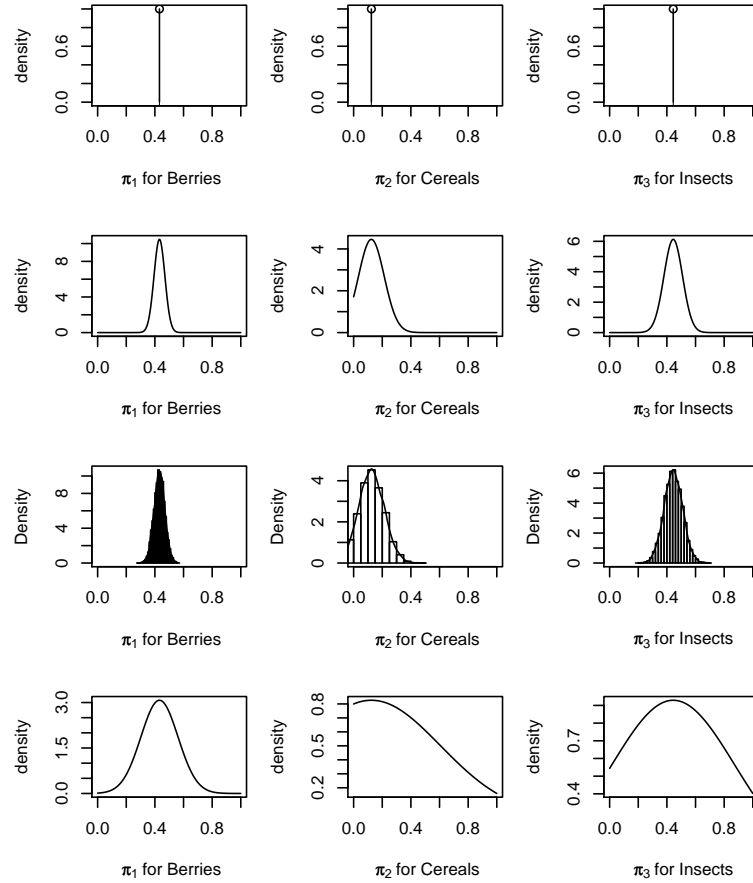 density
0.0 0.6
0.0 0.4 0.8
π1 for Berries
density
0.0 0.6
0.0 0.4 0.8
π2 for Cereals
density
0.0 0.6
0.0 0.4 0.8
π3 for Insects
density
0 4 8
0.0 0.4 0.8
π1 for Berries
density
0 2 4
0.0 0.4 0.8
π2 for Cereals
density
0 2 4 6
0.0 0.4 0.8
π3 for Insects
Density
0 4 8
0.0 0.4 0.8
π1 for Berries
Density
0 2 4
0.0 0.4 0.8
π2 for Cereals
Density
0 2 4 6
0.0 0.4 0.8
π3 for Insects
density
0.0 1.5 3.0
0.0 0.4 0.8
π1 for Berries
density
0.2 0.5 0.8
0.0 0.4 0.8
π2 for Cereals
density
0.4 0.7
0.0 0.4 0.8
π3 for Insects